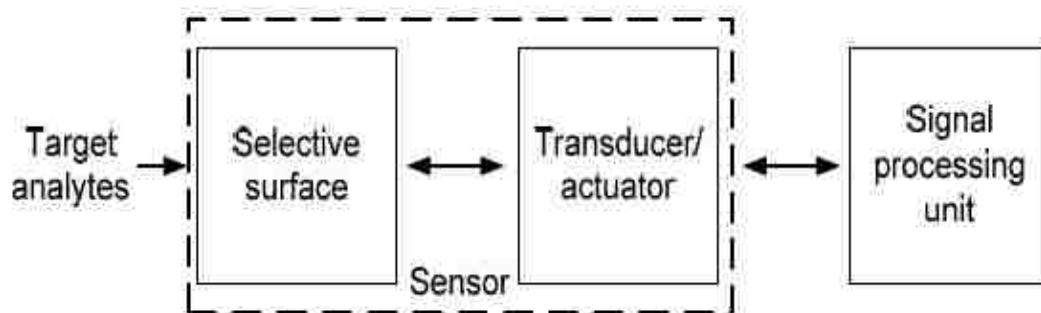 Target
analytes
Selective
surface
Transducer/
actuator
Signal
processing
unit
Sensor